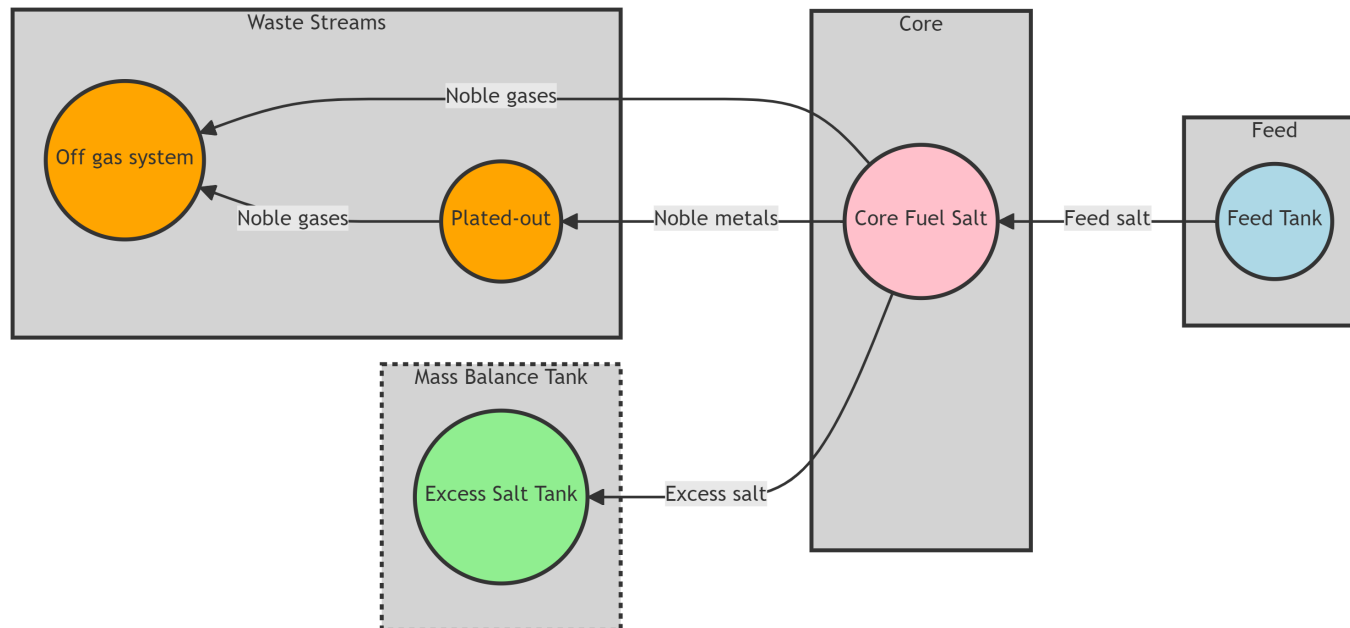 Waste Streams
Core
Noble gases
Feed
Off gas system
Noble gases
Plated-out
Noble metals
Core Fuel Salt
Feed salt
Feed Tank
Mass Balance Tank
Excess Salt Tank
Excess salt